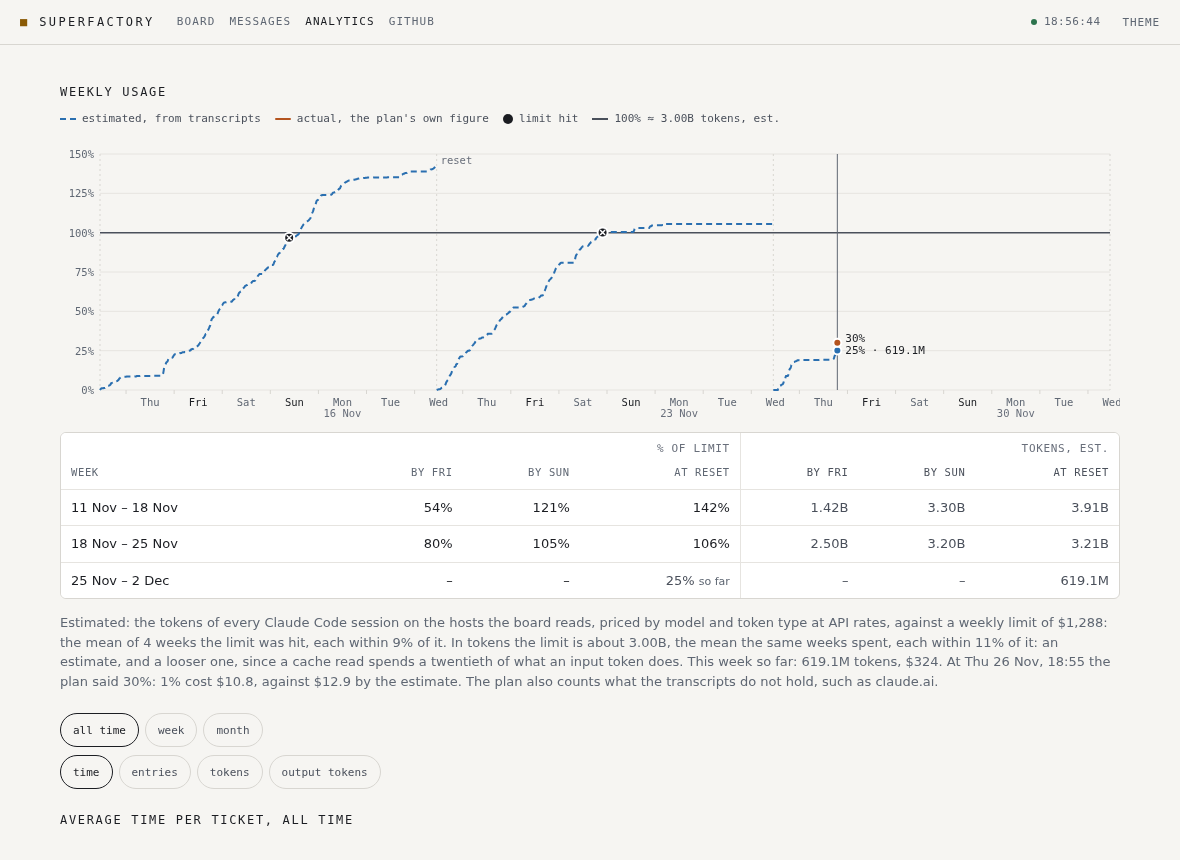 SUPERFACTORY BOARD MESSAGES ANALYTICS GITHUB 18:56:44 THEME
WEEKLY USAGE
estimated, from transcripts actual, the plan's own figure limit hit 100% ≈ 3.00B tokens, est.
150%
reset
125%
100%
75%
50%
30%
25%
25% · 619.1M
0%
Thu Fri Sat Sun Mon Tue Wed Thu Fri Sat Sun Mon Tue Wed Thu Fri Sat Sun Mon Tue Wed
16 Nov 23 Nov 30 Nov
% OF LIMIT TOKENS, EST.
WEEK BY FRI BY SUN AT RESET BY FRI BY SUN AT RESET
11 Nov – 18 Nov 54% 121% 142% 1.42B 3.30B 3.91B
18 Nov – 25 Nov 80% 105% 106% 2.50B 3.20B 3.21B
25 Nov – 2 Dec – – 25% so far – – 619.1M
Estimated: the tokens of every Claude Code session on the hosts the board reads, priced by model and token type at API rates, against a weekly limit of $1,288:
the mean of 4 weeks the limit was hit, each within 9% of it. In tokens the limit is about 3.00B, the mean the same weeks spent, each within 11% of it: an
estimate, and a looser one, since a cache read spends a twentieth of what an input token does. This week so far: 619.1M tokens, $324. At Thu 26 Nov, 18:55 the
plan said 30%: 1% cost $10.8, against $12.9 by the estimate. The plan also counts what the transcripts do not hold, such as claude.ai.
all time week month
time entries tokens output tokens
AVERAGE TIME PER TICKET, ALL TIME